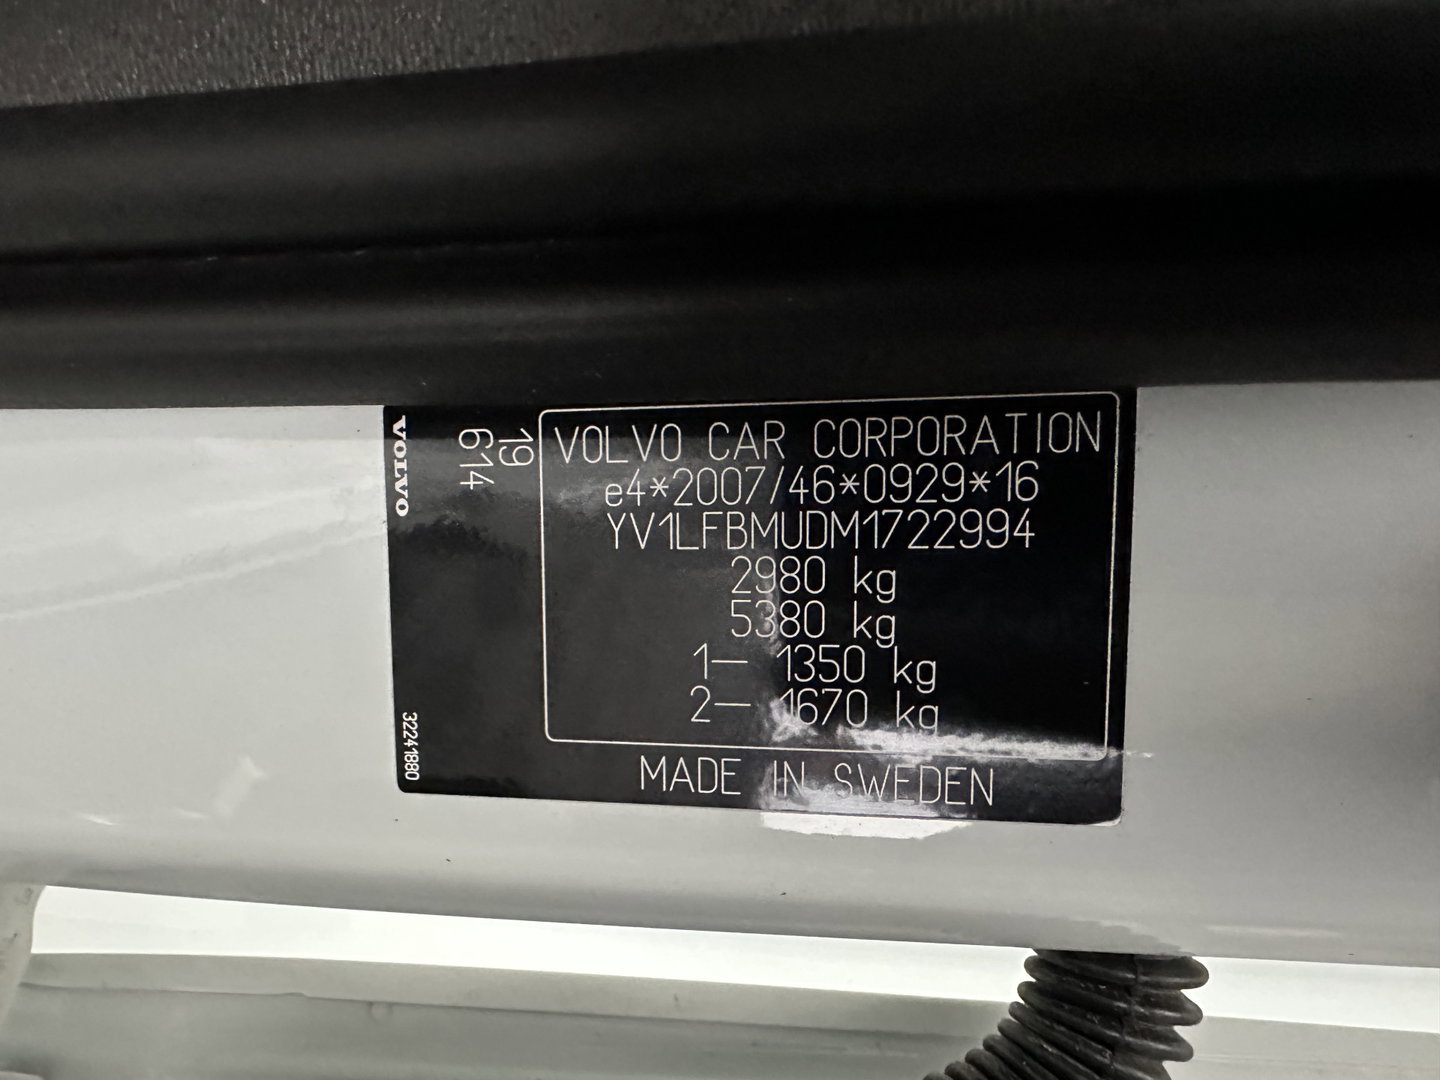 VOLVO
19
614
32241880
VOLVO CAR CORPORATION
e4*2007/46*0929*16
YV1LFBMUDM1722994
2980 kg
5380 kg
1— 1350 kg
2— 1670 kg
MADE IN SWEDEN